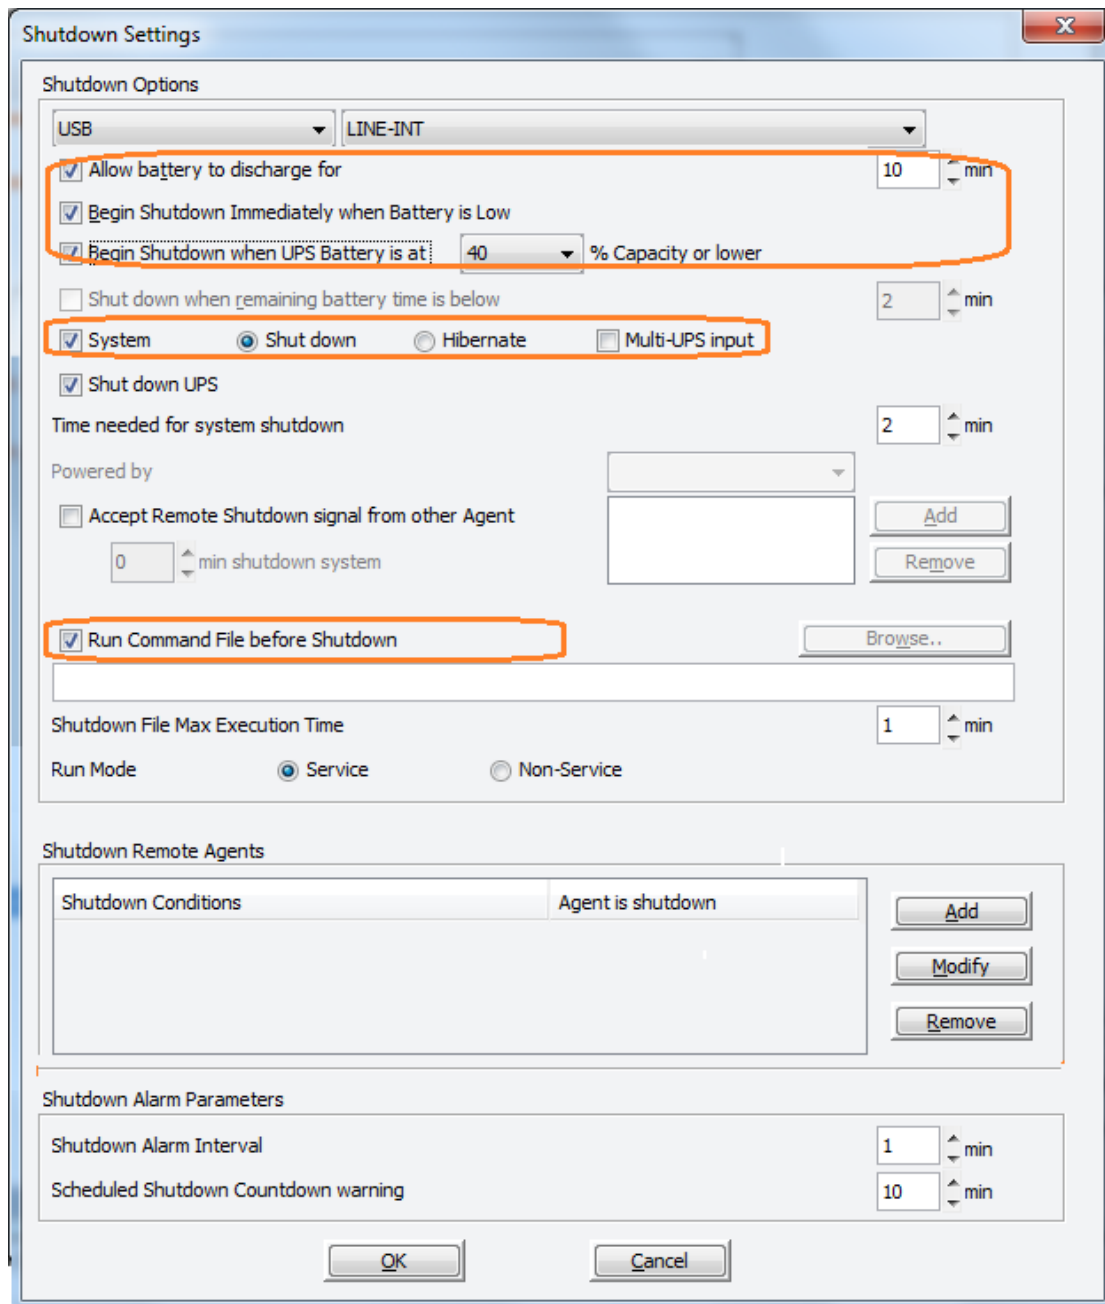 Shutdown Settings
Shutdown Options
USB LINE-INT
Allow battery to discharge for 10 min
Begin Shutdown Immediately when Battery is Low
Begin Shutdown when UPS Battery is at 40 % Capacity or lower
Shut down when remaining battery time is below 2 min
System Shut down Hibernate Multi-UPS input
Shut down UPS
Time needed for system shutdown 2 min
Powered by
Accept Remote Shutdown signal from other Agent Add
0 min shutdown system Remove
Run Command File before Shutdown Browse..
Shutdown File Max Execution Time 1 min
Run Mode Service Non-Service
Shutdown Remote Agents
Shutdown Conditions Agent is shutdown Add
Modify
Remove
Shutdown Alarm Parameters
Shutdown Alarm Interval 1 min
Scheduled Shutdown Countdown warning 10 min
OK Cancel